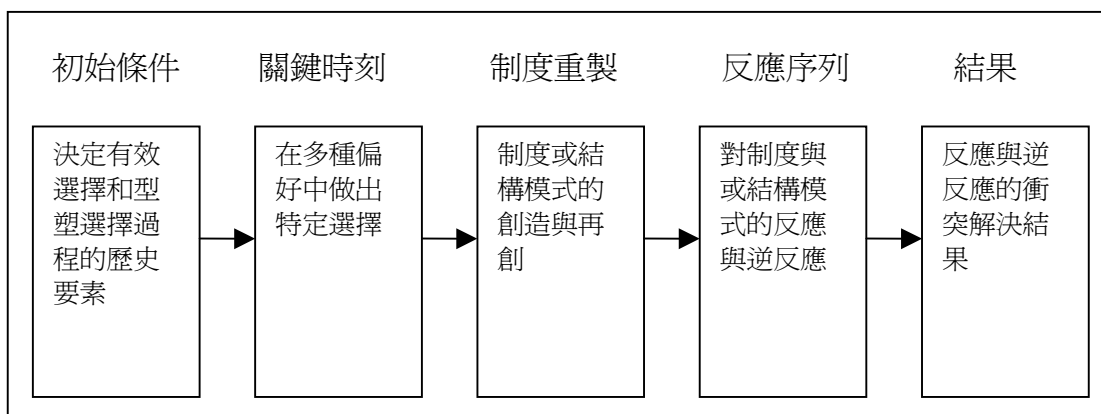 初始條件
關鍵時刻
制度重製
反應序列
結果
決定有效
選擇和型
塑選擇過
程的歷史
要素
在多種偏
好中做出
特定選擇
制度或結
構模式的
創造與再
創
對制度與
或結構模
式的反應
與逆反應
反應與逆
反應的衝
突解決結
果